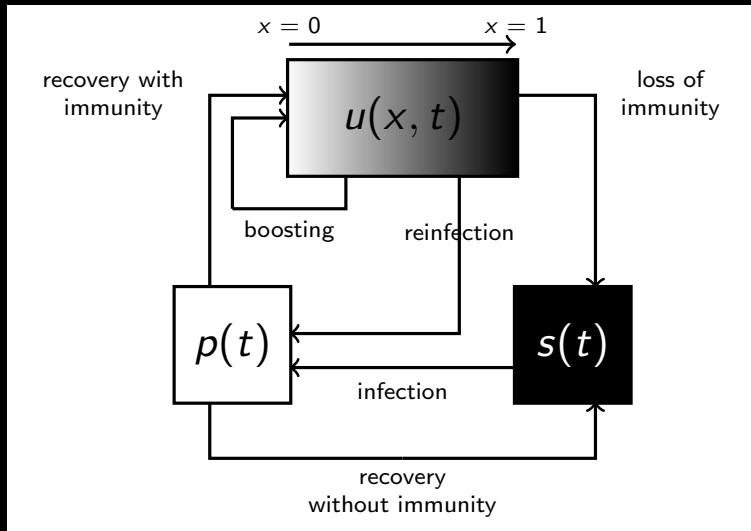 x = 0
x = 1
recovery with
immunity
u(x, t)
loss of
immunity
boosting
reinfection
p(t)
s(t)
infection
recovery
without immunity